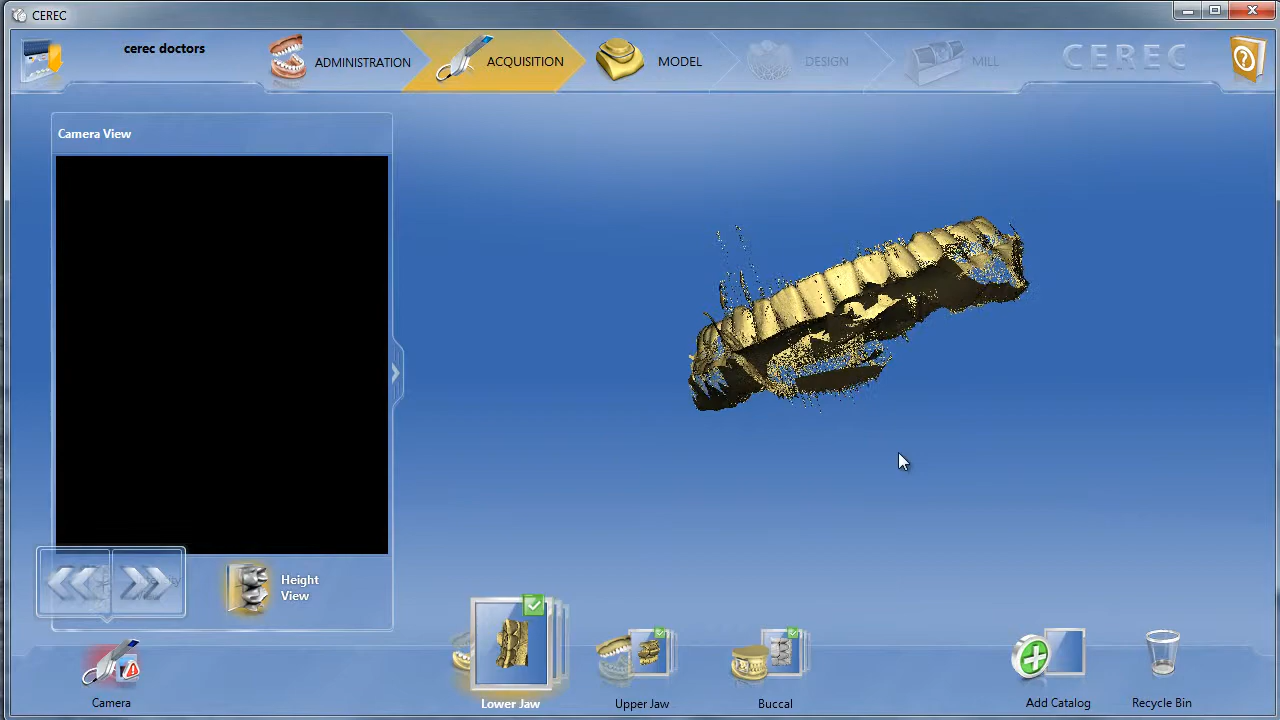 CEREC
cerec doctors
ADMINISTRATION
ACQUISITION
MODEL
DESIGN
MILL
CEREC
Camera View
Height
View
Camera
Lower Jaw
Upper Jaw
Buccal
Add Catalog
Recycle Bin